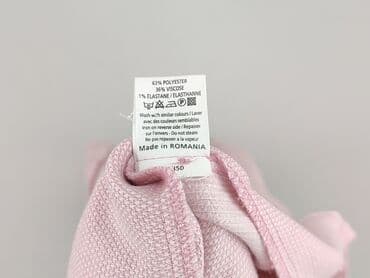 63% POLYESTER
36% VISCOSE
1% ELASTANE / ELASTHANNE
Wash with similar colours / Laver
avec des couleurs semblables
Iron on reverse side / Repasser
sur l'envers - Do not steam
Ne pas repasser a la vapeur
Made in ROMANIA